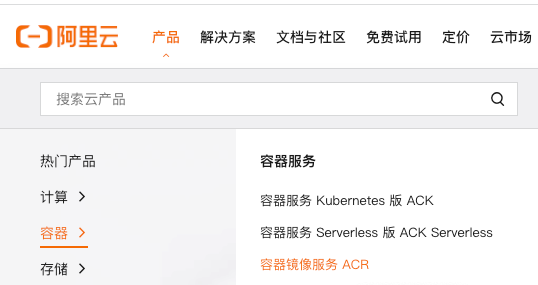 阿里云 产品 解决方案 文档与社区 免费试用 定价 云市场
搜索云产品
热门产品
计算
容器
存储
容器服务
容器服务 Kubernetes 版 ACK
容器服务 Serverless 版 ACK Serverless
容器镜像服务 ACR